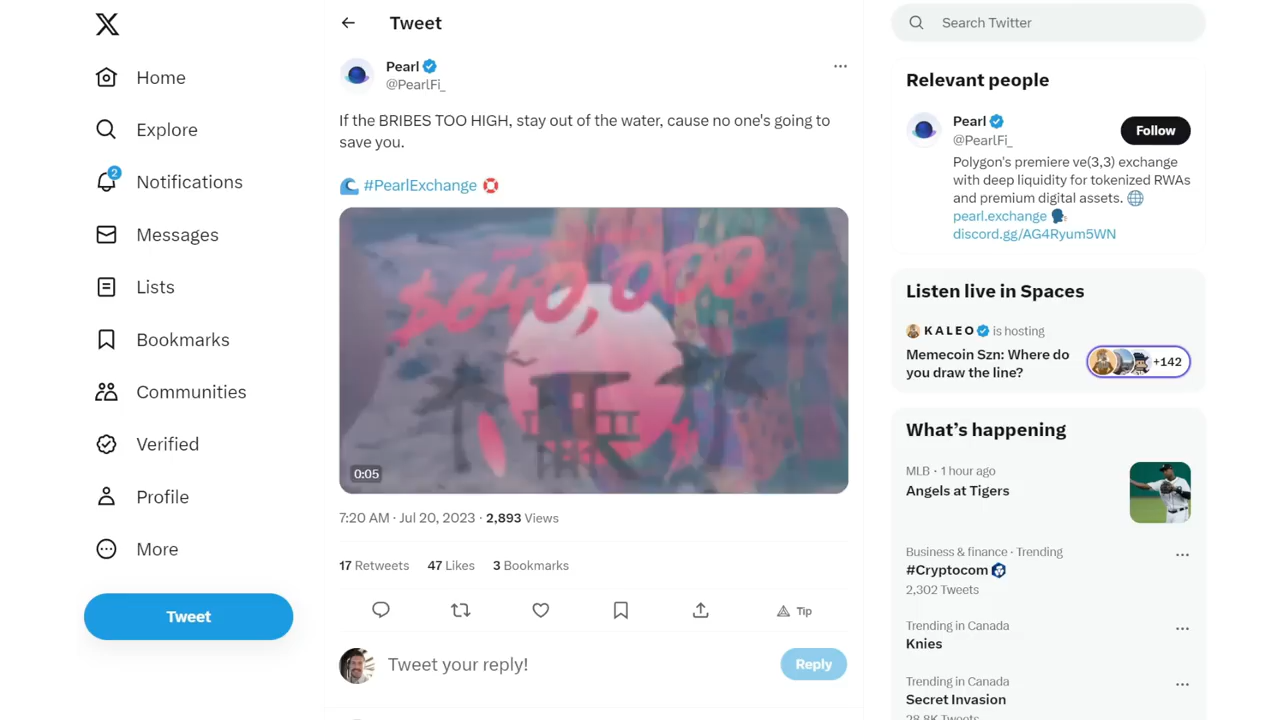 Tweet
Search Twitter
Home
Explore
2
Notifications
Messages
Lists
Bookmarks
Communities
Verified
Profile
More
Tweet
Pearl
@PearlFi_
If the BRIBES TOO HIGH, stay out of the water, cause no one's going to
save you.
#PearlExchange
$640,000
0:05
7:20 AM · Jul 20, 2023 · 2,893 Views
17 Retweets 47 Likes 3 Bookmarks
Tip
Tweet your reply!
Reply
Relevant people
Pearl
@PearlFi_
Follow
Polygon's premiere ve(3,3) exchange
with deep liquidity for tokenized RWAs
and premium digital assets.
pearl.exchange
discord.gg/AG4Ryum5WN
Listen live in Spaces
KALEO is hosting
Memecoin Szn: Where do
you draw the line?
+142
What's happening
MLB · 1 hour ago
Angels at Tigers
Business & finance · Trending
#Cryptocom
2,302 Tweets
Trending in Canada
Knies
Trending in Canada
Secret Invasion
28.8K Tweets